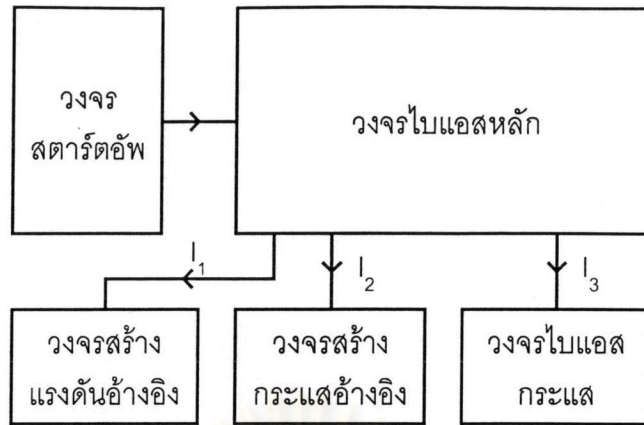 วงจร
สตาร์ตอัพ
วงจรไบแอสหลัก
I1
I2
I3
วงจรสร้าง
แรงดันอ้างอิง
วงจรสร้าง
กระแสอ้างอิง
วงจรไบแอส
กระแส